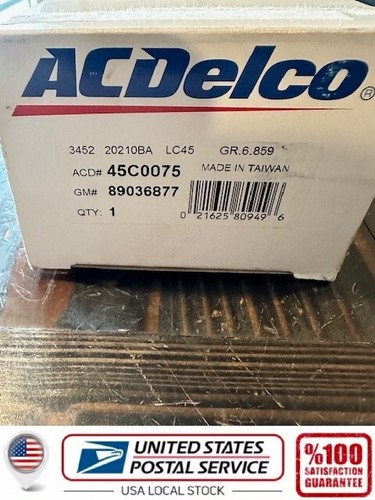 ACDelco®
3452 20210BA LC45 GR.6.859
ACD# 45C0075 MADE IN TAIWAN
GM# 89036877
QTY: 1
0 21625 80949 6
UNITED STATES
POSTAL SERVICE
USA LOCAL STOCK
%100
SATISFACTION
GUARANTEE